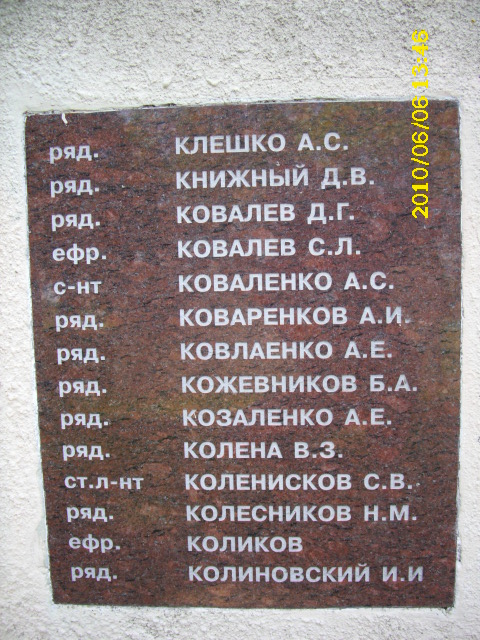 ряд. КЛЕШКО А.С.
ряд. КНИЖНЫЙ Д.В.
ряд. КОВАЛЕВ Д.Г.
ефр. КОВАЛЕВ С.Л.
с-нт КОВАЛЕНКО А.С.
ряд. КОВАРЕНКОВ А.И.
ряд. КОВЛАЕНКО А.Е.
ряд. КОЖЕВНИКОВ Б.А.
ряд. КОЗАЛЕНКО А.Е.
ряд. КОЛЕНА В.З.
ст.л-нт КОЛЕНИСКОВ С.В.
ряд. КОЛЕСНИКОВ Н.М.
ефр. КОЛИКОВ
ряд. КОЛИНОВСКИЙ И.И
2010/06/06 13:46